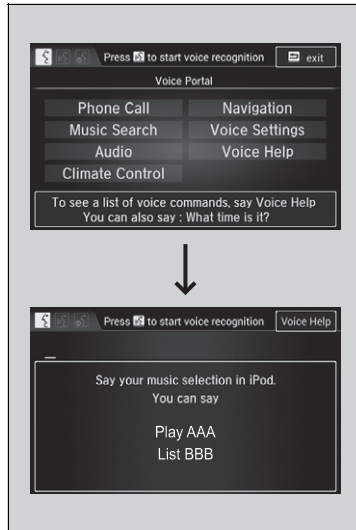 Press to start voice recognition
exit
Voice Portal
Phone Call
Navigation
Music Search
Voice Settings
Audio
Voice Help
Climate Control
To see a list of voice commands, say Voice Help
You can also say : What time is it?
Press to start voice recognition
Voice Help
Say your music selection in iPod.
You can say
Play AAA
List BBB